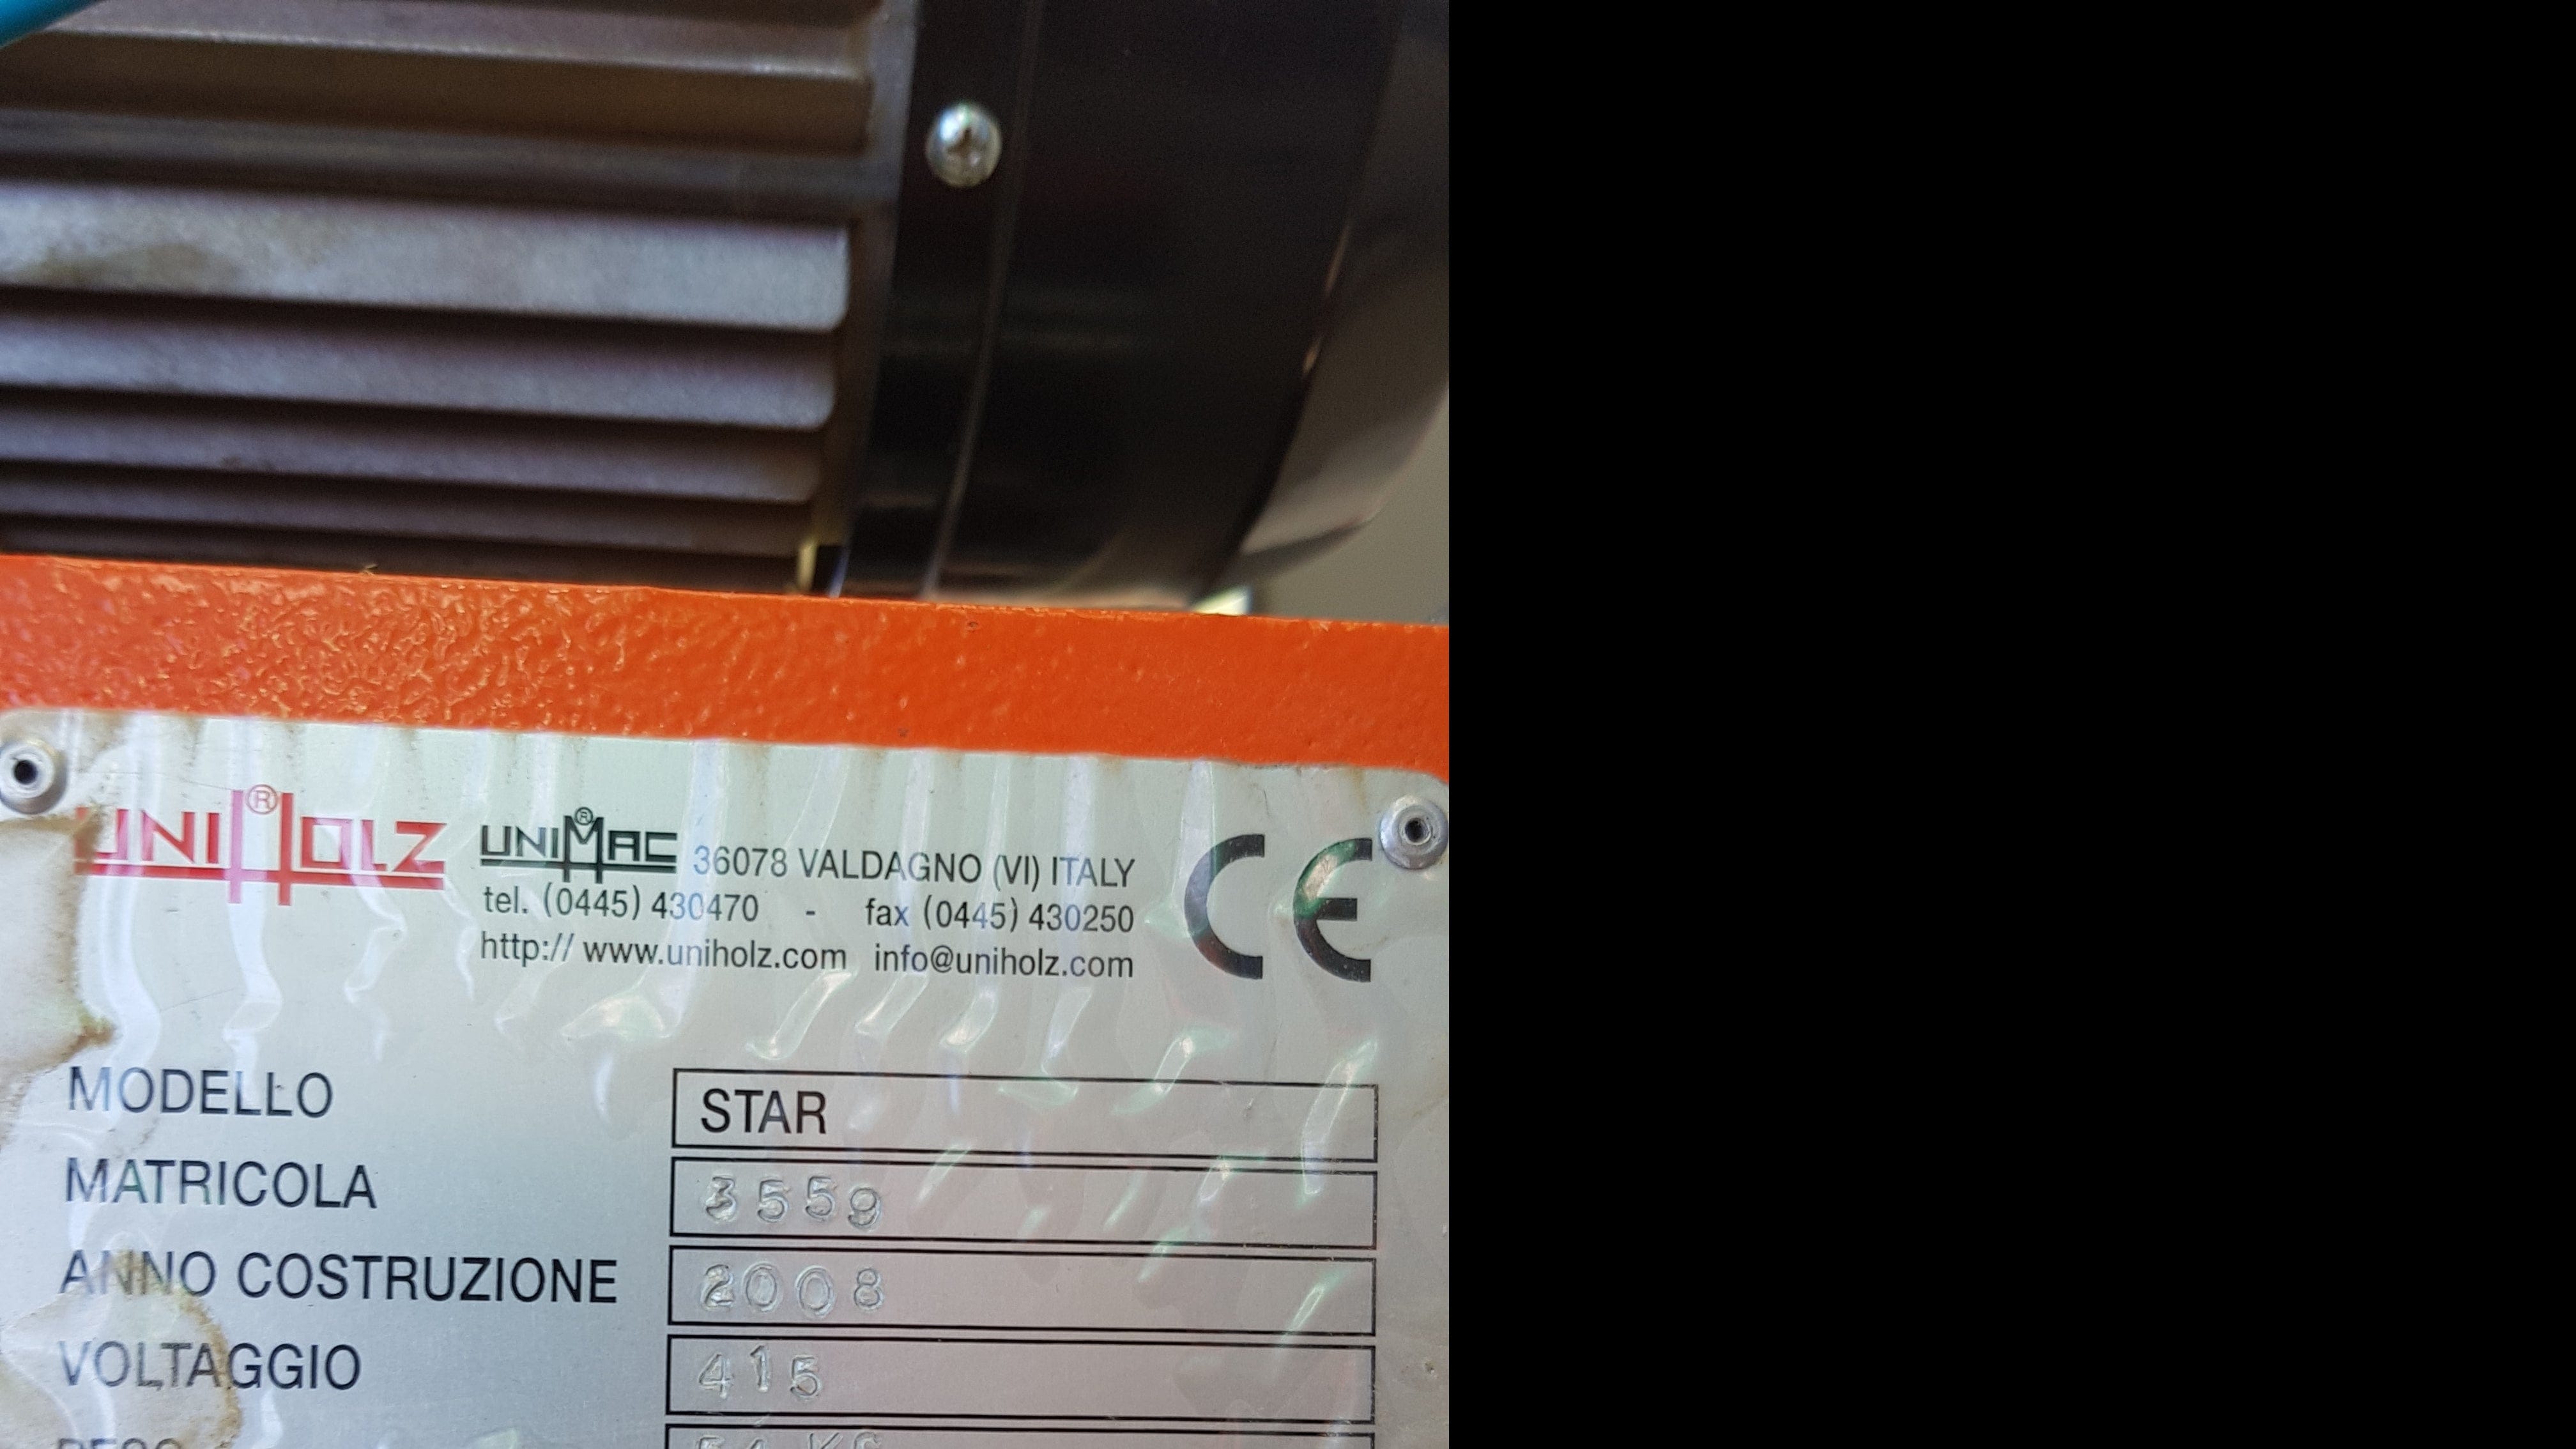 UNIHOLZ® UNIMAC® 36078 VALDAGNO (VI) ITALY
tel. (0445) 430470 - fax (0445) 430250
http:// www.uniholz.com info@uniholz.com
CE
MODELLO STAR
MATRICOLA 3559
ANNO COSTRUZIONE 2008
VOLTAGGIO 415